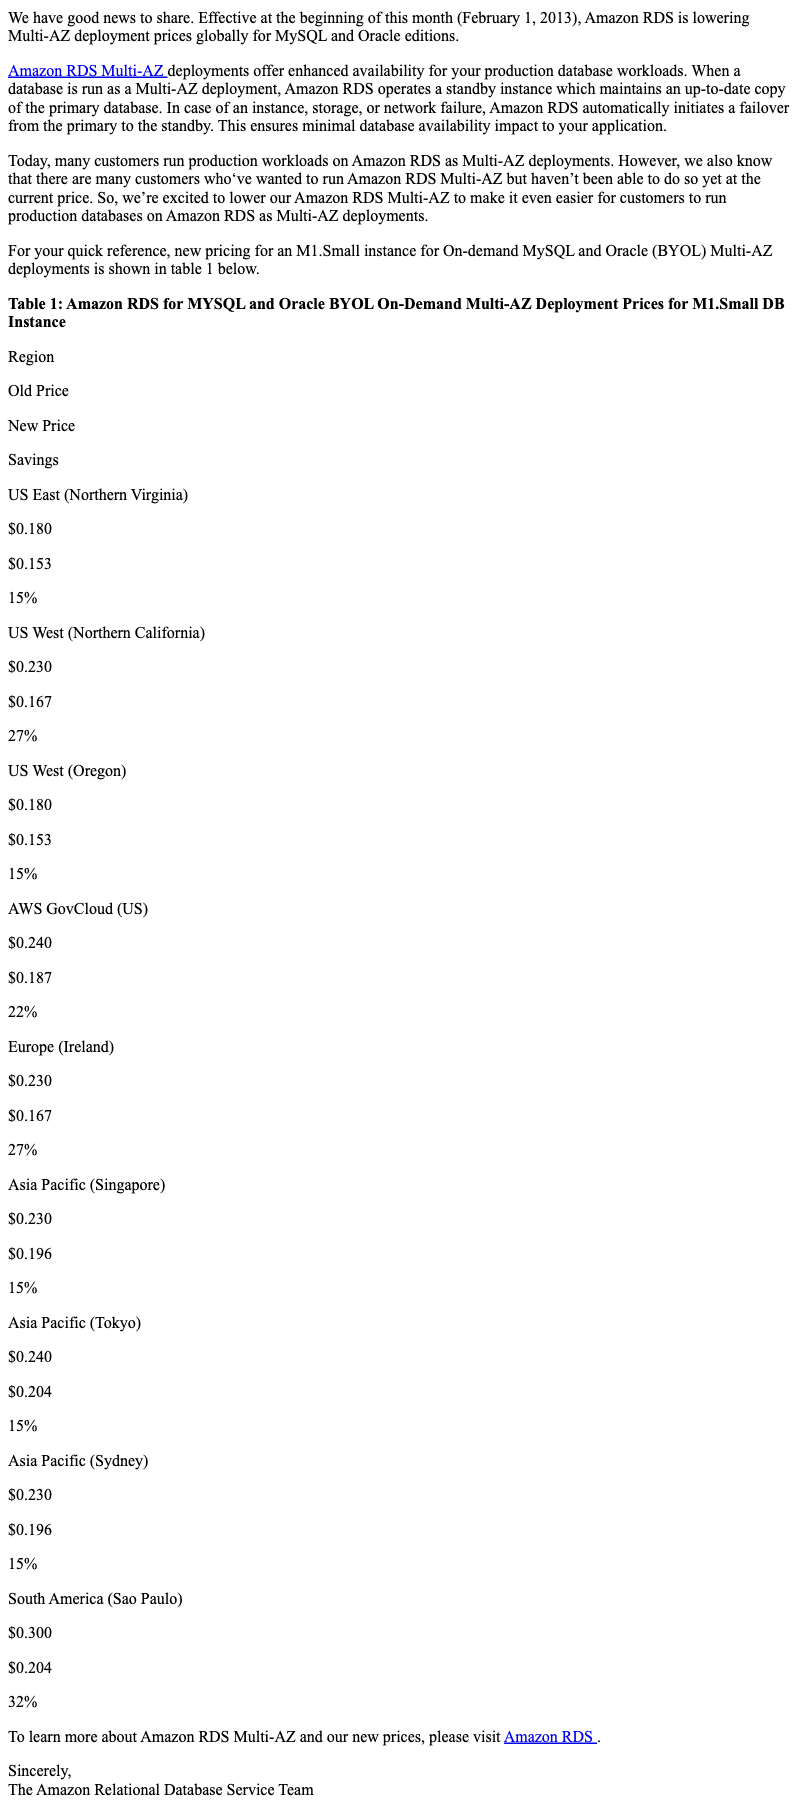 We have good news to share. Effective at the beginning of this month (February 1, 2013), Amazon RDS is lowering
Multi-AZ deployment prices globally for MySQL and Oracle editions.
Amazon RDS Multi-AZ deployments offer enhanced availability for your production database workloads. When a
database is run as a Multi-AZ deployment, Amazon RDS operates a standby instance which maintains an up-to-date copy
of the primary database. In case of an instance, storage, or network failure, Amazon RDS automatically initiates a failover
from the primary to the standby. This ensures minimal database availability impact to your application.
Today, many customers run production workloads on Amazon RDS as Multi-AZ deployments. However, we also know
that there are many customers who‘ve wanted to run Amazon RDS Multi-AZ but haven’t been able to do so yet at the
current price. So, we’re excited to lower our Amazon RDS Multi-AZ to make it even easier for customers to run
production databases on Amazon RDS as Multi-AZ deployments.
For your quick reference, new pricing for an M1.Small instance for On-demand MySQL and Oracle (BYOL) Multi-AZ
deployments is shown in table 1 below.
Table 1: Amazon RDS for MYSQL and Oracle BYOL On-Demand Multi-AZ Deployment Prices for M1.Small DB
Instance
Region
Old Price
New Price
Savings
US East (Northern Virginia)
$0.180
$0.153
15%
US West (Northern California)
$0.230
$0.167
27%
US West (Oregon)
$0.180
$0.153
15%
AWS GovCloud (US)
$0.240
$0.187
22%
Europe (Ireland)
$0.230
$0.167
27%
Asia Pacific (Singapore)
$0.230
$0.196
15%
Asia Pacific (Tokyo)
$0.240
$0.204
15%
Asia Pacific (Sydney)
$0.230
$0.196
15%
South America (Sao Paulo)
$0.300
$0.204
32%
To learn more about Amazon RDS Multi-AZ and our new prices, please visit Amazon RDS .
Sincerely,
The Amazon Relational Database Service Team